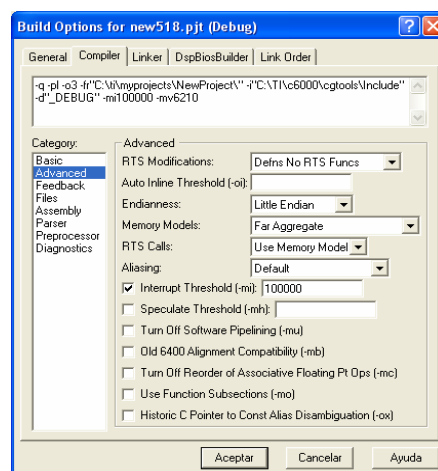 Build Options for new518.pjt (Debug)
General Compiler Linker DspBiosBuilder Link Order
-q -pl -o3 -fr"C:\ti\myprojects\NewProject\" -i"C:\TI\c6000\cgtools\Include"
-d"_DEBUG" -mi100000 -mv6210
Category:
Basic
Advanced
Feedback
Files
Assembly
Parser
Preprocessor
Diagnostics
Advanced
RTS Modifications: Defns No RTS Funcs
Auto Inline Threshold (-oi):
Endianness: Little Endian
Memory Models: Far Aggregate
RTS Calls: Use Memory Model
Aliasing: Default
Interrupt Threshold (-mi): 100000
Speculate Threshold (-mh):
Turn Off Software Pipelining (-mu)
Old 6400 Alignment Compatibility (-mb)
Turn Off Reorder of Associative Floating Pt Ops (-mc)
Use Function Subsections (-mo)
Historic C Pointer to Const Alias Disambiguation (-ox)
Aceptar Cancelar Ayuda